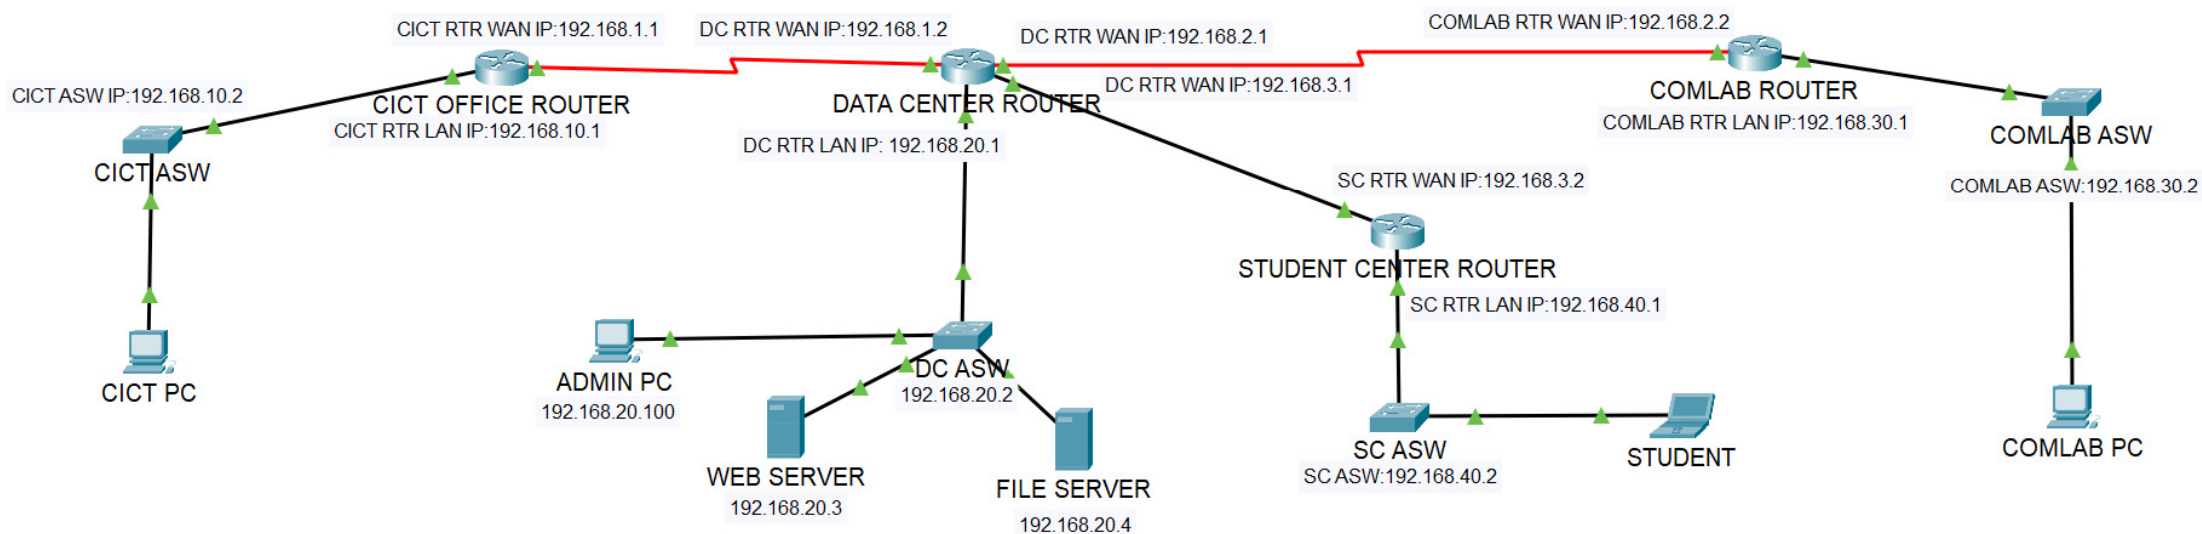 CICT RTR WAN IP:192.168.1.1
DC RTR WAN IP:192.168.1.2
DC RTR WAN IP:192.168.2.1
COMLAB RTR WAN IP:192.168.2.2
CICT ASW IP:192.168.10.2
CICT OFFICE ROUTER
CICT RTR LAN IP:192.168.10.1
DATA CENTER ROUTER
DC RTR WAN IP:192.168.3.1
DC RTR LAN IP: 192.168.20.1
COMLAB ROUTER
COMLAB RTR LAN IP:192.168.30.1
COMLAB ASW
CICT ASW
SC RTR WAN IP:192.168.3.2
COMLAB ASW:192.168.30.2
STUDENT CENTER ROUTER
SC RTR LAN IP:192.168.40.1
CICT PC
ADMIN PC
192.168.20.100
DC ASW
192.168.20.2
WEB SERVER
192.168.20.3
FILE SERVER
192.168.20.4
SC ASW
SC ASW:192.168.40.2
STUDENT
COMLAB PC